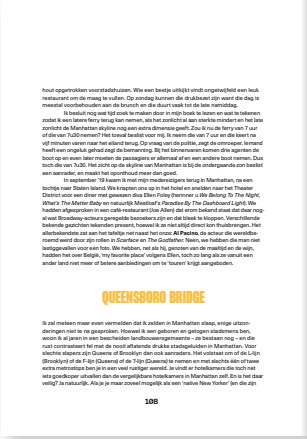 hout opgetrokken voorstadshuizen. Wie een beetje uitkijkt vindt ongetwijfeld een leuk
restaurant om de maag te vullen. Op zondag kunnen die drukbezet zijn want die dag is
meestal voorbehouden aan de brunch en die duurt vaak tot de late namiddag.
Ik besluit nog wat tijd zoek te maken door in mijn boek te lezen en wat te tekenen
zodat ik een latere ferry terug kan nemen, als het zonlicht al aan sterkte mindert en het late
zonlicht de Manhattan skyline nog een extra dimensie geeft. Zou ik nu de ferry van 7 uur
of die van 7u30 nemen? Het toeval beslist voor mij. Ik neem die van 7 uur en die keert na
vijf minuten varen naar het eiland terug. Op vraag van de politie, zegt de omroeper. Iemand
heeft een ongeluk gehad zegt de bemanning. Bij het binnenvaren komen drie agenten de
boot op en even later moeten de passagiers er allemaal af en een andere boot nemen. Dus
toch die van 7u30. Het zicht op de skyline van Manhattan is bij de ondergaande zon beslist
een aanrader, en maakt het oponthoud meer dan goed.
In september '19 kwam ik met mijn medereizigers terug in Manhattan, na een
tochtje naar Staten Island. We knapten ons op in het hotel en snelden naar het Theater
District voor een diner met gewezen diva Ellen Foley (herinner u We Belong To The Night,
What's The Matter Baby en natuurlijk Meatloaf's Paradise By The Dashboard Light). We
hadden afgesproken in een café-restaurant (Joe Allen) dat erom bekend staat dat daar nog-
al wat Broadway-acteurs geregelde bezoekers zijn en dat bleek te kloppen. Verschillende
bekende gezichten tekenden present, hoewel ik ze niet altijd direct kon thuisbrengen. Het
allerbekendste zat aan het tafeltje net naast het onze: Al Pacino, de acteur die wereldbe-
roemd werd door zijn rollen in Scarface en The Godfather. Neen, we hadden die man niet
lastiggevallen voor een foto. We hebben, net als hij, genoten van de maaltijd en de wijn,
hadden het over België, 'my favorite place' volgens Ellen, toch zo lang als ze vanuit een
ander land niet meer of betere aanbiedingen om te 'touren' krijgt aangeboden.
QUEENSBORO BRIDGE
Ik zal meteen maar even vermelden dat ik zelden in Manhattan slaap, enige uitzon-
deringen niet te na gesproken. Hoewel ik een geboren en getogen stadsmens ben,
woon ik al jaren in een bescheiden landbouwersgemeente – ze bestaan nog – en die
rust contrasteert fel met de nooit aflatende drukke stadsgeluiden in Manhattan. Voor
slechte slapers zijn Queens of Brooklyn dan ook aanraders. Het volstaat om of de L-lijn
(Brooklyn) of de F-lijn (Queens) of de 7-lijn (Queens) te nemen en met slechts één of twee
extra metrostops ben je in een veel rustiger wereld. Je vindt er hotelkamers die toch net
iets goedkoper uitvallen dan de vergelijkbare hotelkamers in Manhattan zelf. En is het daar
veilig? Ja natuurlijk. Als je je maar zoveel mogelijk als een 'native New Yorker' (en die zijn
108